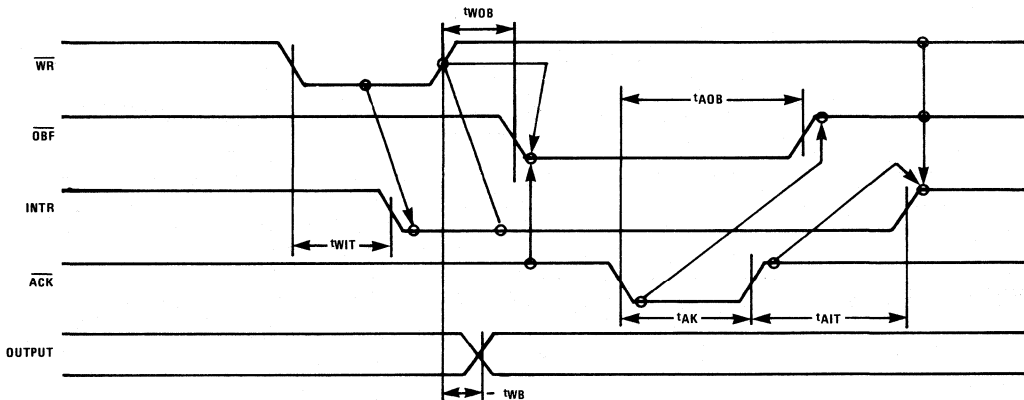 tWOB
WR
tAOB
OBF
INTR
tWIT
ACK
tAK
tAIT
OUTPUT
tWB